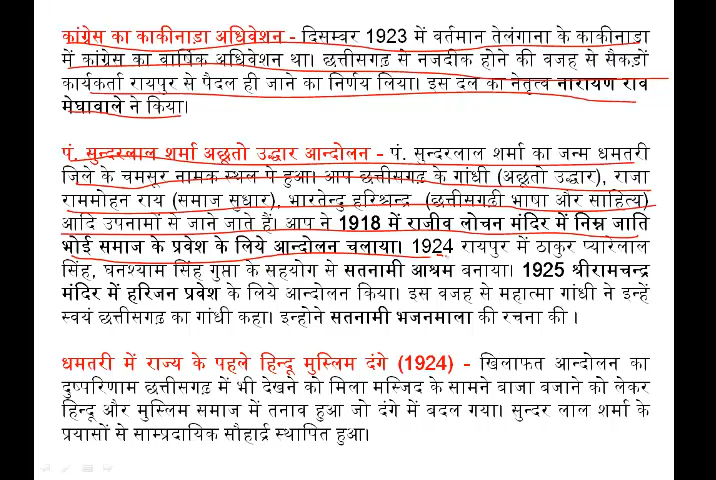 कांग्रेस का काकीनाड़ा अधिवेशन - दिसम्बर 1923 में वर्तमान तेलंगाना के काकीनाड़ा
में कांग्रेस का वार्षिक अधिवेशन था। छत्तीसगढ़ से नजदीक होने की वजह से सैकड़ों
कार्यकर्ता रायपुर से पैदल ही जाने का निर्णय लिया। इस दल का नेतृत्व नारायण राव
मेघावाले ने किया।
पं. सुन्दरलाल शर्मा अछूतो उद्धार आन्दोलन - पं. सुन्दरलाल शर्मा का जन्म धमतरी
जिले के चमसूर नामक स्थल पे हुआ। आप छत्तीसगढ़ के गांधी (अछूतो उद्धार), राजा
राममोहन राय (समाज सुधार), भारतेन्दु हरिश्चन्द्र (छत्तीसगढ़ी भाषा और साहित्य)
आदि उपनामों से जाने जाते हैं। आप ने 1918 में राजीव लोचन मंदिर में निम्न जाति
भोई समाज के प्रवेश के लिये आन्दोलन चलाया। 1924 रायपुर में ठाकुर प्यारेलाल
सिंह, घनश्याम सिंह गुप्ता के सहयोग से सतनामी आश्रम बनाया। 1925 श्रीरामचन्द्र
मंदिर में हरिजन प्रवेश के लिये आन्दोलन किया। इस वजह से महात्मा गांधी ने इन्हें
स्वयं छत्तीसगढ़ का गांधी कहा। इन्होने सतनामी भजनमाला की रचना की ।
धमतरी में राज्य के पहले हिन्दू मुस्लिम दंगे (1924) - खिलाफत आन्दोलन का
दुष्परिणाम छत्तीसगढ़ में भी देखने को मिला मस्जिद के सामने बाजा बजाने को लेकर
हिन्दू और मुस्लिम समाज में तनाव हुआ जो दंगे में बदल गया। सुन्दर लाल शर्मा के
प्रयासों से साम्प्रदायिक सौहार्द्र स्थापित हुआ।